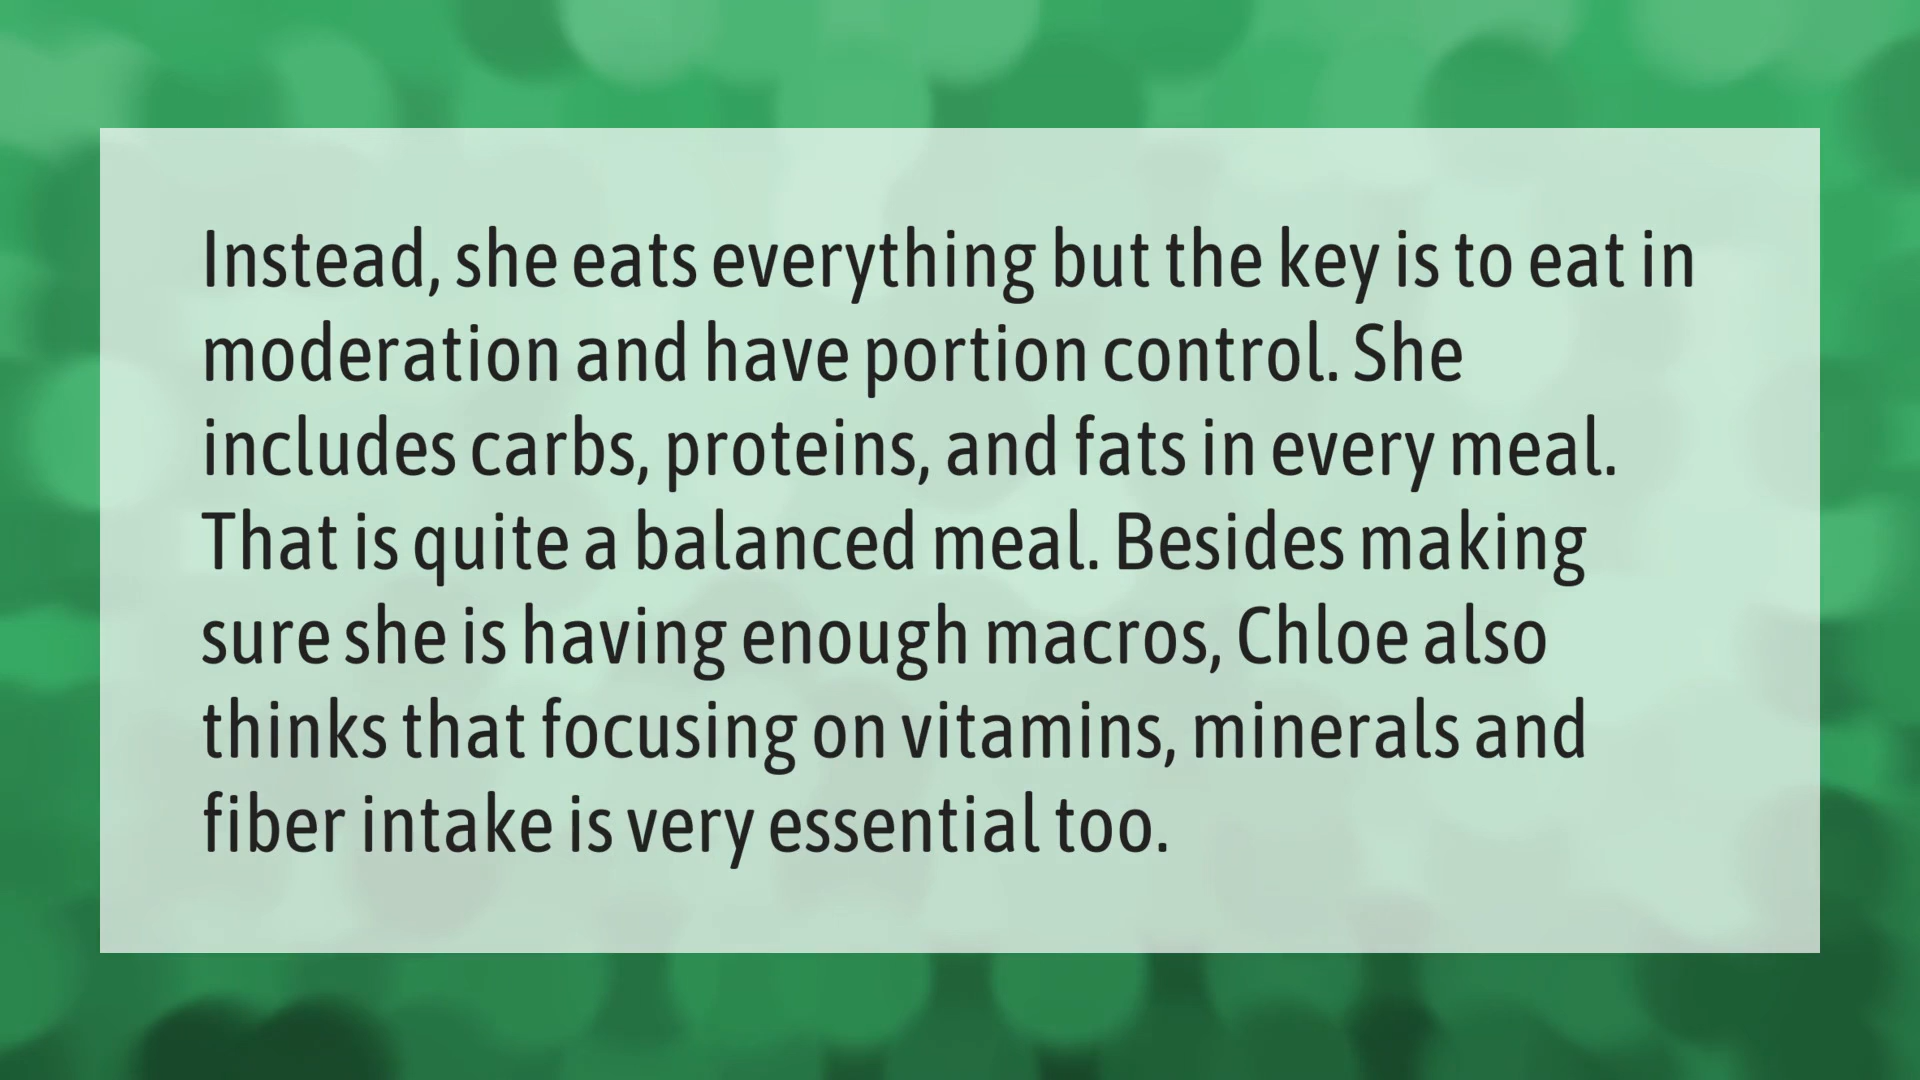 Instead, she eats everything but the key is to eat in
moderation and have portion control. She
includes carbs, proteins, and fats in every meal.
That is quite a balanced meal. Besides making
sure she is having enough macros, Chloe also
thinks that focusing on vitamins, minerals and
fiber intake is very essential too.